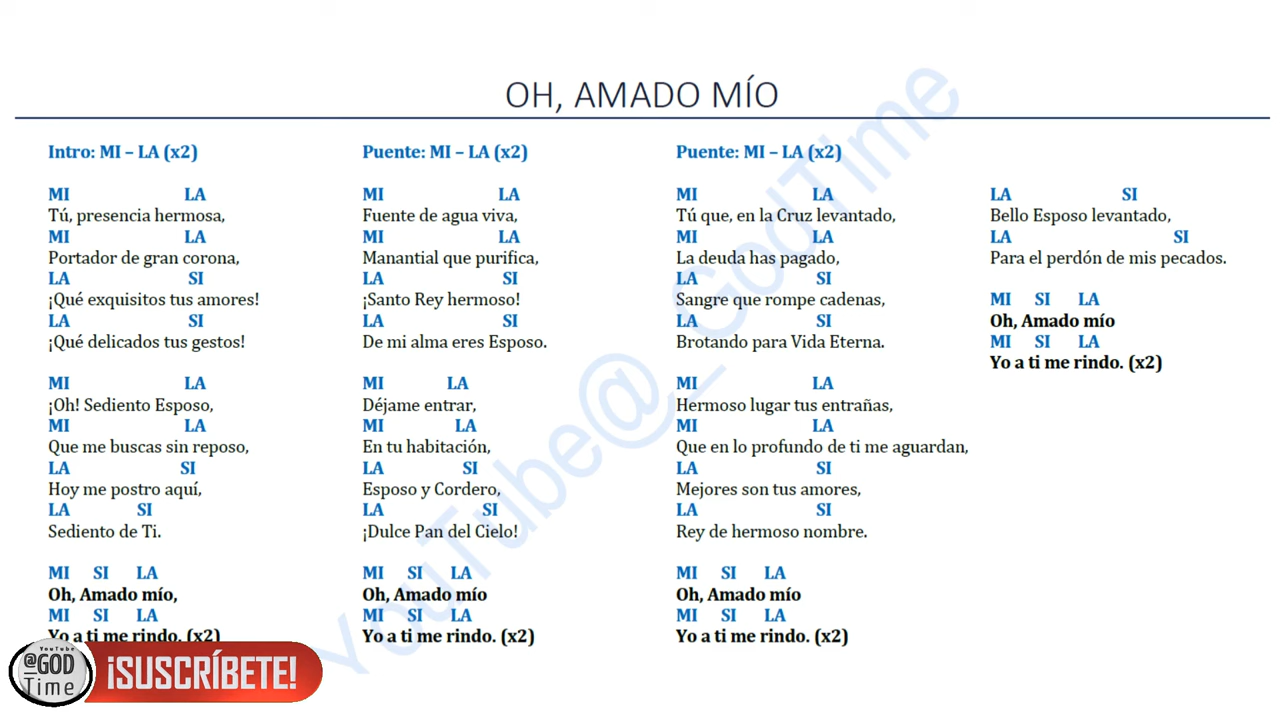 OH, AMADO MÍO
Intro: MI – LA (x2)
MI LA
Tú, presencia hermosa,
MI LA
Portador de gran corona,
LA SI
¡Qué exquisitos tus amores!
LA SI
¡Qué delicados tus gestos!
MI LA
¡Oh! Sediento Esposo,
MI LA
Que me buscas sin reposo,
LA SI
Hoy me postro aquí,
LA SI
Sediento de Ti.
MI SI LA
Oh, Amado mío,
MI SI LA
Yo a ti me rindo. (x2)
Puente: MI – LA (x2)
MI LA
Fuente de agua viva,
MI LA
Manantial que purifica,
LA SI
¡Santo Rey hermoso!
LA SI
De mi alma eres Esposo.
MI LA
Déjame entrar,
MI LA
En tu habitación,
LA SI
Esposo y Cordero,
LA SI
¡Dulce Pan del Cielo!
MI SI LA
Oh, Amado mío
MI SI LA
Yo a ti me rindo. (x2)
Puente: MI – LA (x2)
MI LA
Tú que, en la Cruz levantado,
MI LA
La deuda has pagado,
LA SI
Sangre que rompe cadenas,
LA SI
Brotando para Vida Eterna.
MI LA
Hermoso lugar tus entrañas,
MI LA
Que en lo profundo de ti me aguardan,
LA SI
Mejores son tus amores,
LA SI
Rey de hermoso nombre.
MI SI LA
Oh, Amado mío
MI SI LA
Yo a ti me rindo. (x2)
LA SI
Bello Esposo levantado,
LA SI
Para el perdón de mis pecados.
MI SI LA
Oh, Amado mío
MI SI LA
Yo a ti me rindo. (x2)
YouTube@_GodTime
YouTube
@GOD
Time
¡SUSCRÍBETE!